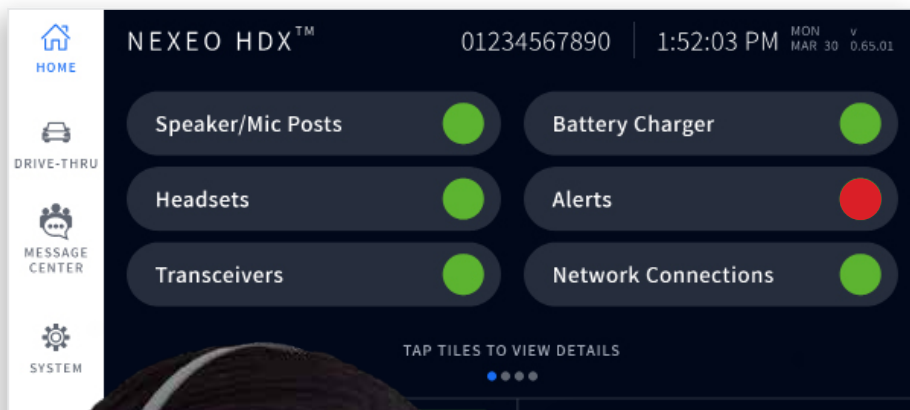 HOME
DRIVE-THRU
MESSAGE
CENTER
SYSTEM
NEXEO HDX™
01234567890
1:52:03 PM
MON
MAR 30
v
0.65.01
Speaker/Mic Posts
Battery Charger
Headsets
Alerts
Transceivers
Network Connections
TAP TILES TO VIEW DETAILS